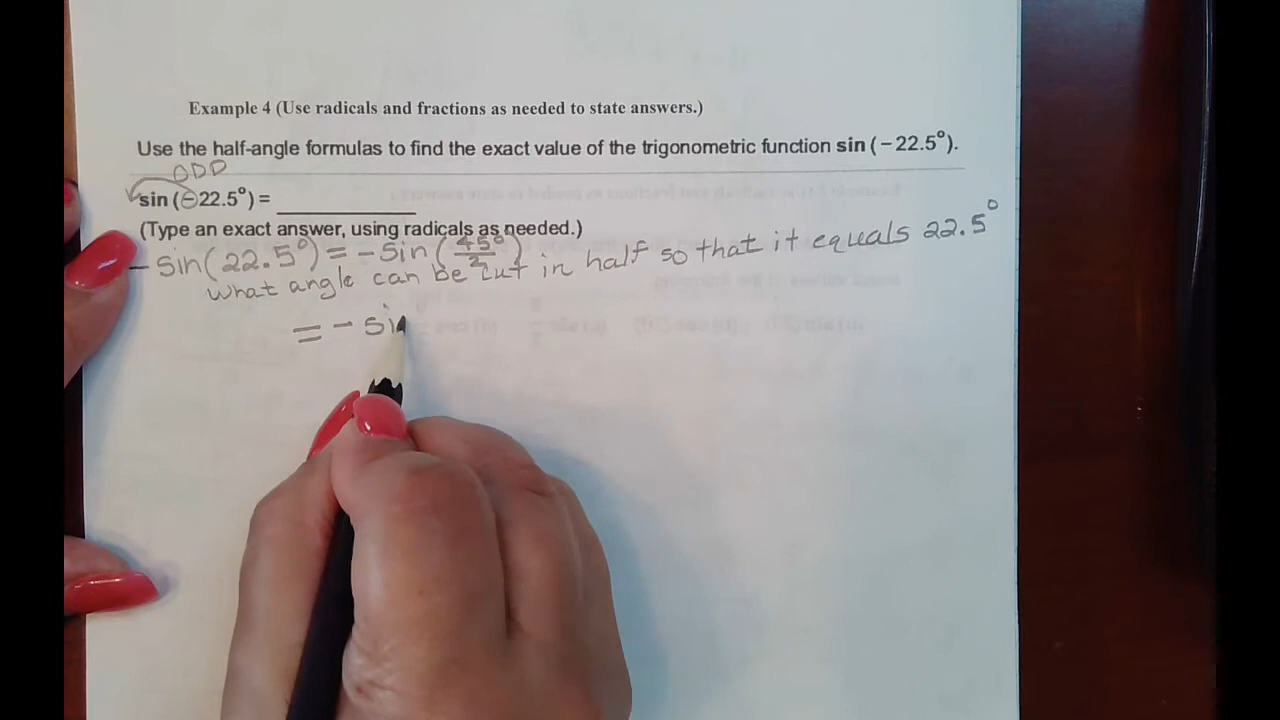 Example 4 (Use radicals and fractions as needed to state answers.)
Use the half-angle formulas to find the exact value of the trigonometric function sin (−22.5°).
ODD
sin (−22.5°) = ________
(Type an exact answer, using radicals as needed.)
- sin(22.5°) = - sin(45°/2)
what angle can be cut in half so that it equals 22.5°
= - sin